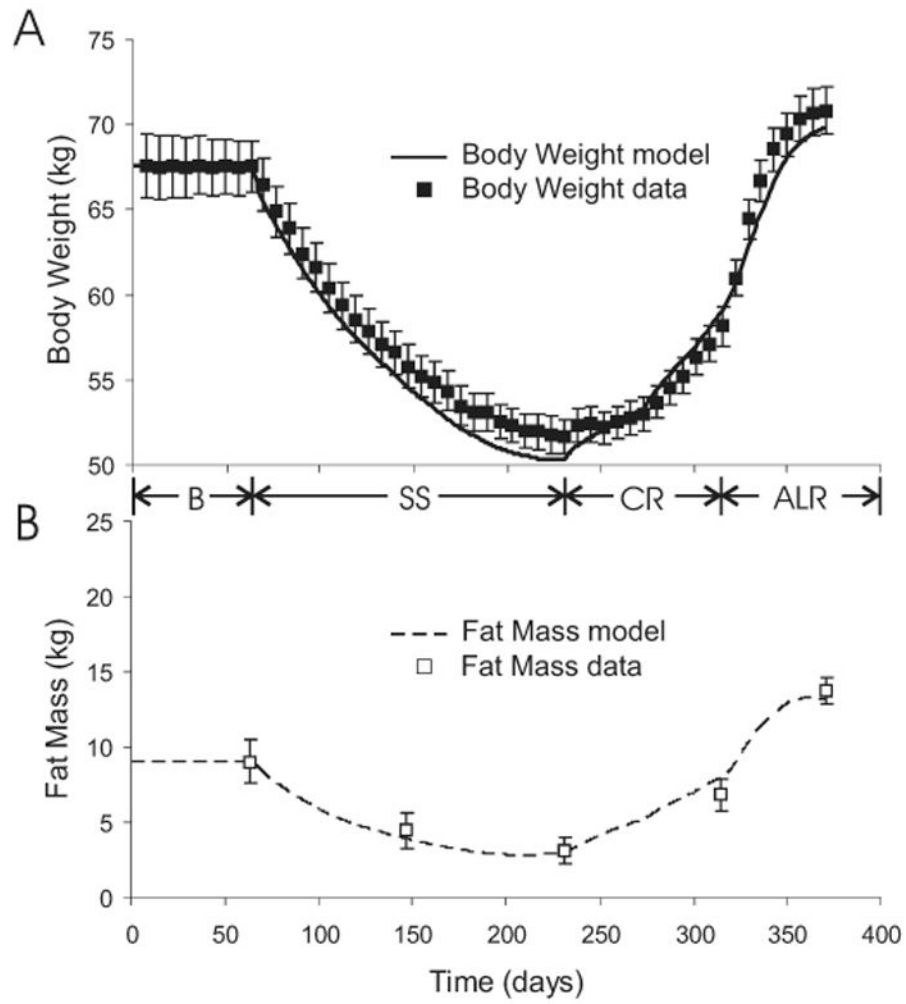 A
75
70
65
60
55
50
Body Weight (kg)
Body Weight model
Body Weight data
B
SS
CR
ALR
B
25
20
15
10
5
0
Fat Mass (kg)
Fat Mass model
Fat Mass data
0 50 100 150 200 250 300 350 400
Time (days)